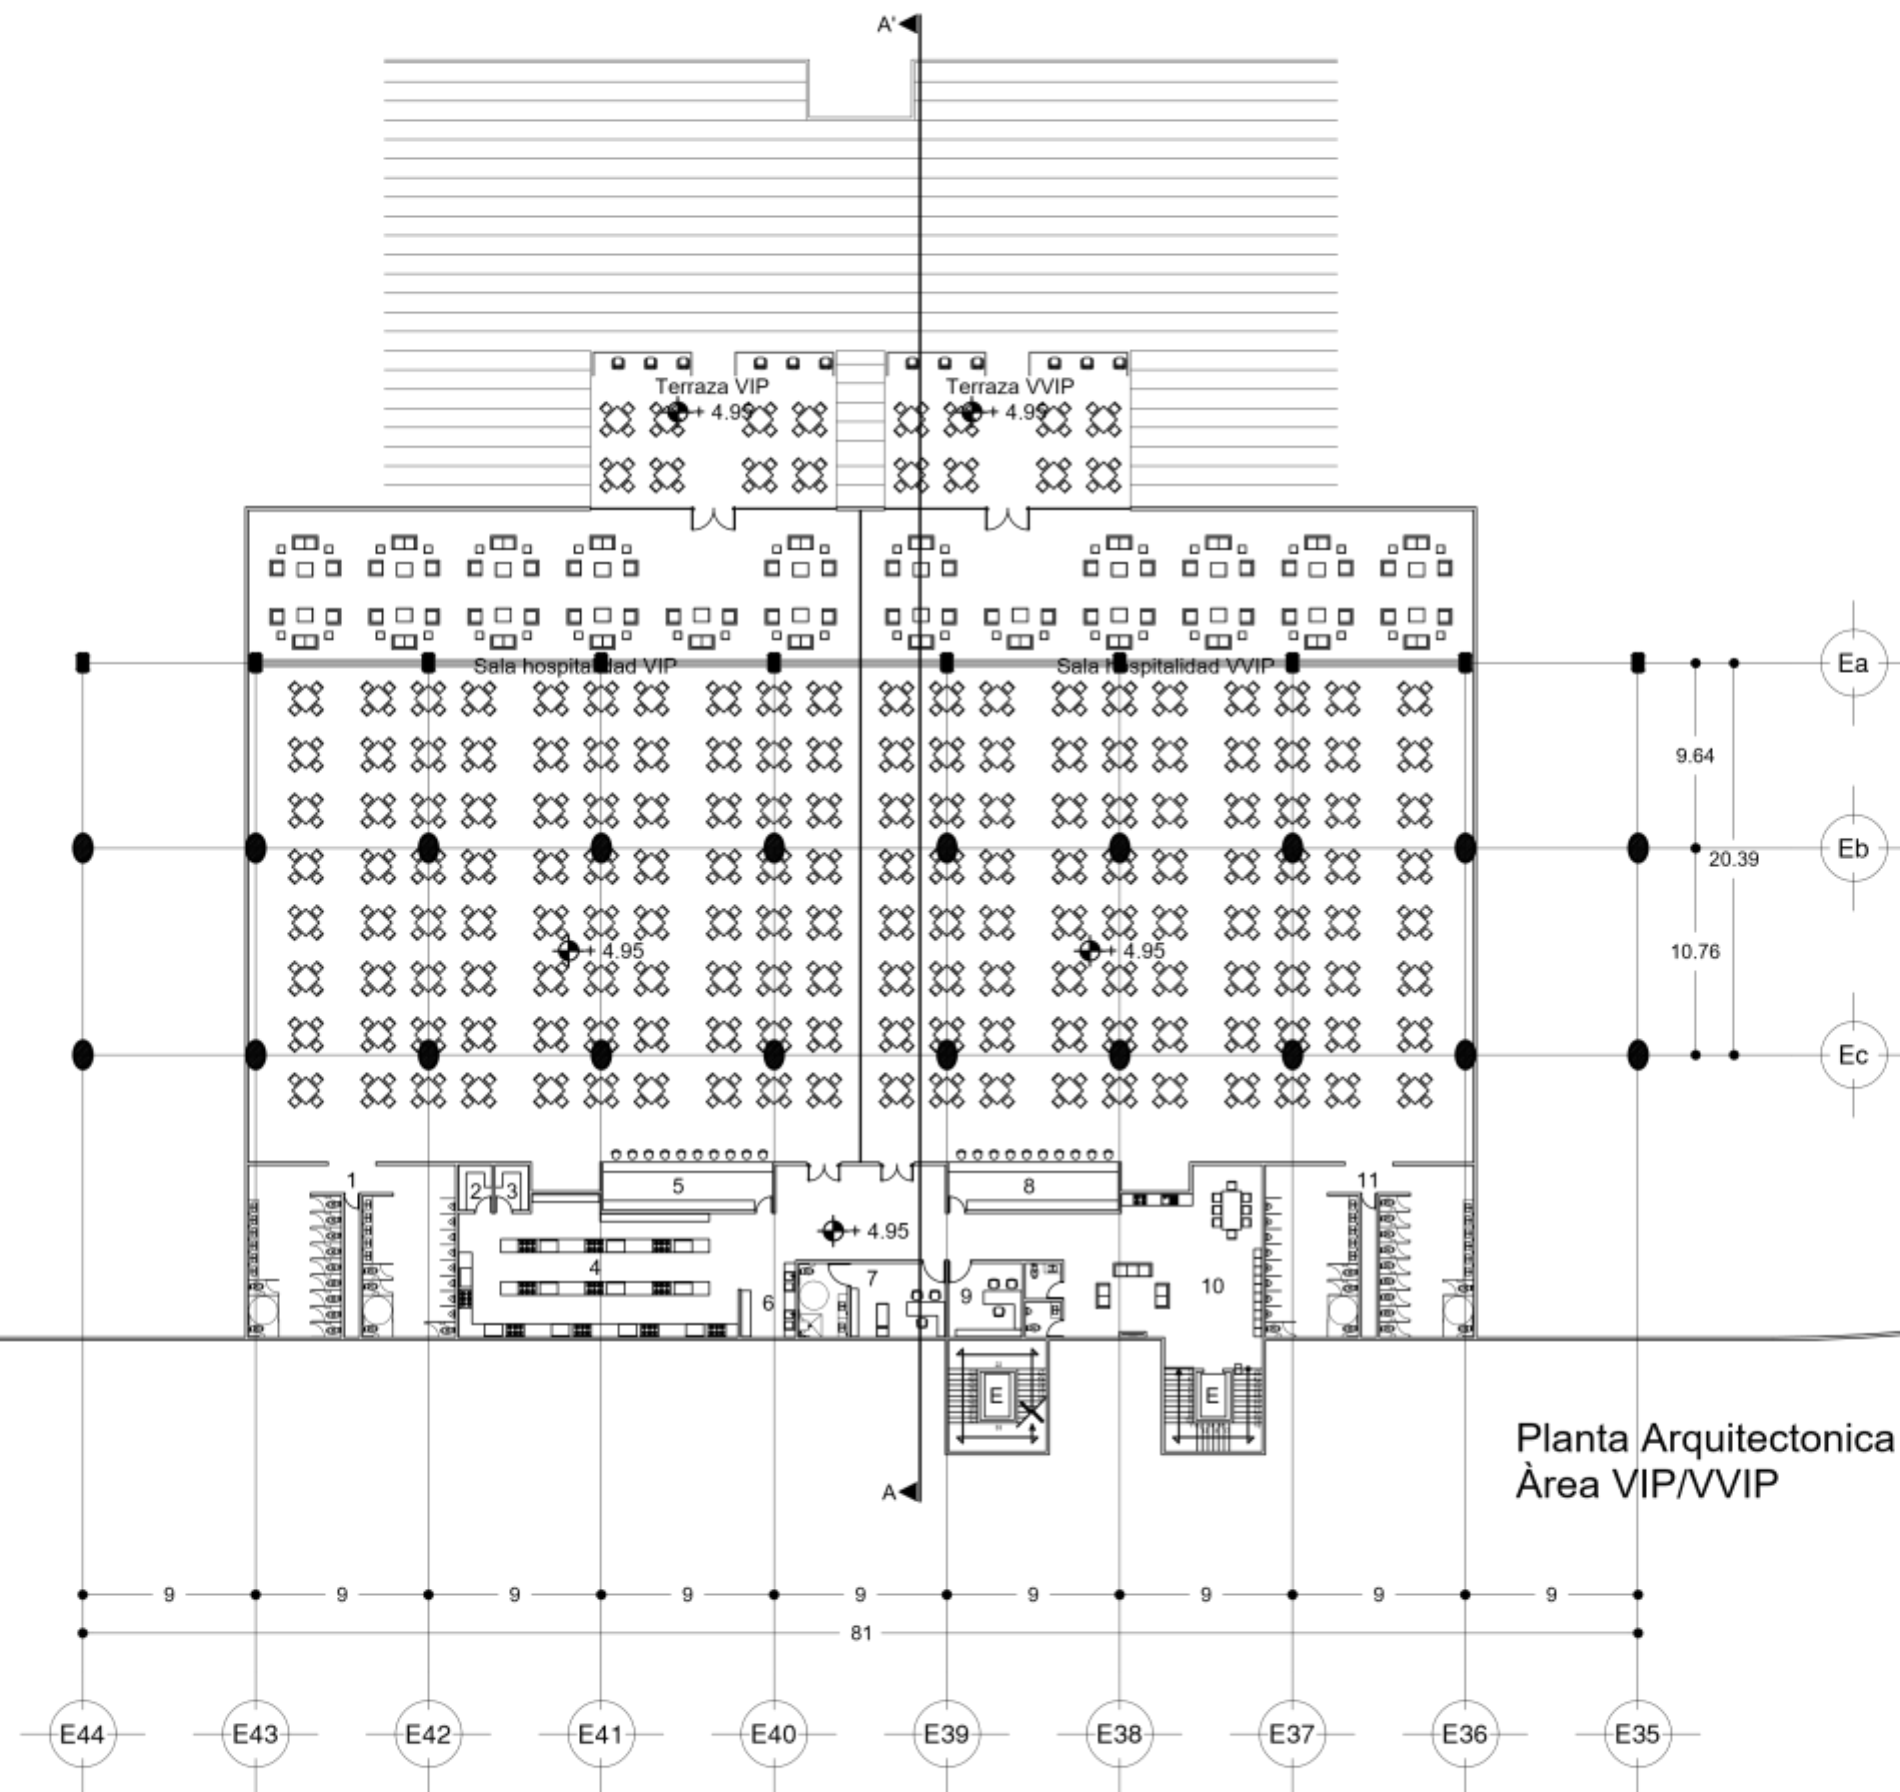 A'
Terraza VIP
Terraza VVIP
+ 4.95
+ 4.95
Sala hospitalidad VIP
Sala hospitalidad VVIP
Ea
9.64
Eb
20.39
+ 4.95
+ 4.95
10.76
Ec
1
2
3
5
8
11
+ 4.95
4
6
7
9
10
E
E
Planta Arquitectonica
Àrea VIP/VVIP
A
9
9
9
9
9
9
9
9
9
81
E44
E43
E42
E41
E40
E39
E38
E37
E36
E35